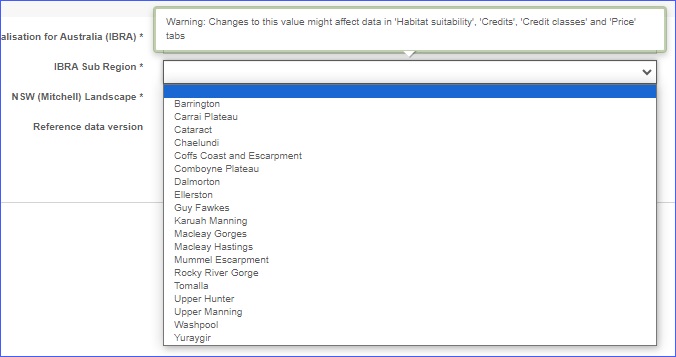 Warning: Changes to this value might affect data in 'Habitat suitability', 'Credits', 'Credit classes' and 'Price'
tabs
alisation for Australia (IBRA) *
IBRA Sub Region *
NSW (Mitchell) Landscape *
Reference data version
Barrington
Carrai Plateau
Cataract
Chaelundi
Coffs Coast and Escarpment
Comboyne Plateau
Dalmorton
Ellerston
Guy Fawkes
Karuah Manning
Macleay Gorges
Macleay Hastings
Mummel Escarpment
Rocky River Gorge
Tomalla
Upper Hunter
Upper Manning
Washpool
Yuraygir